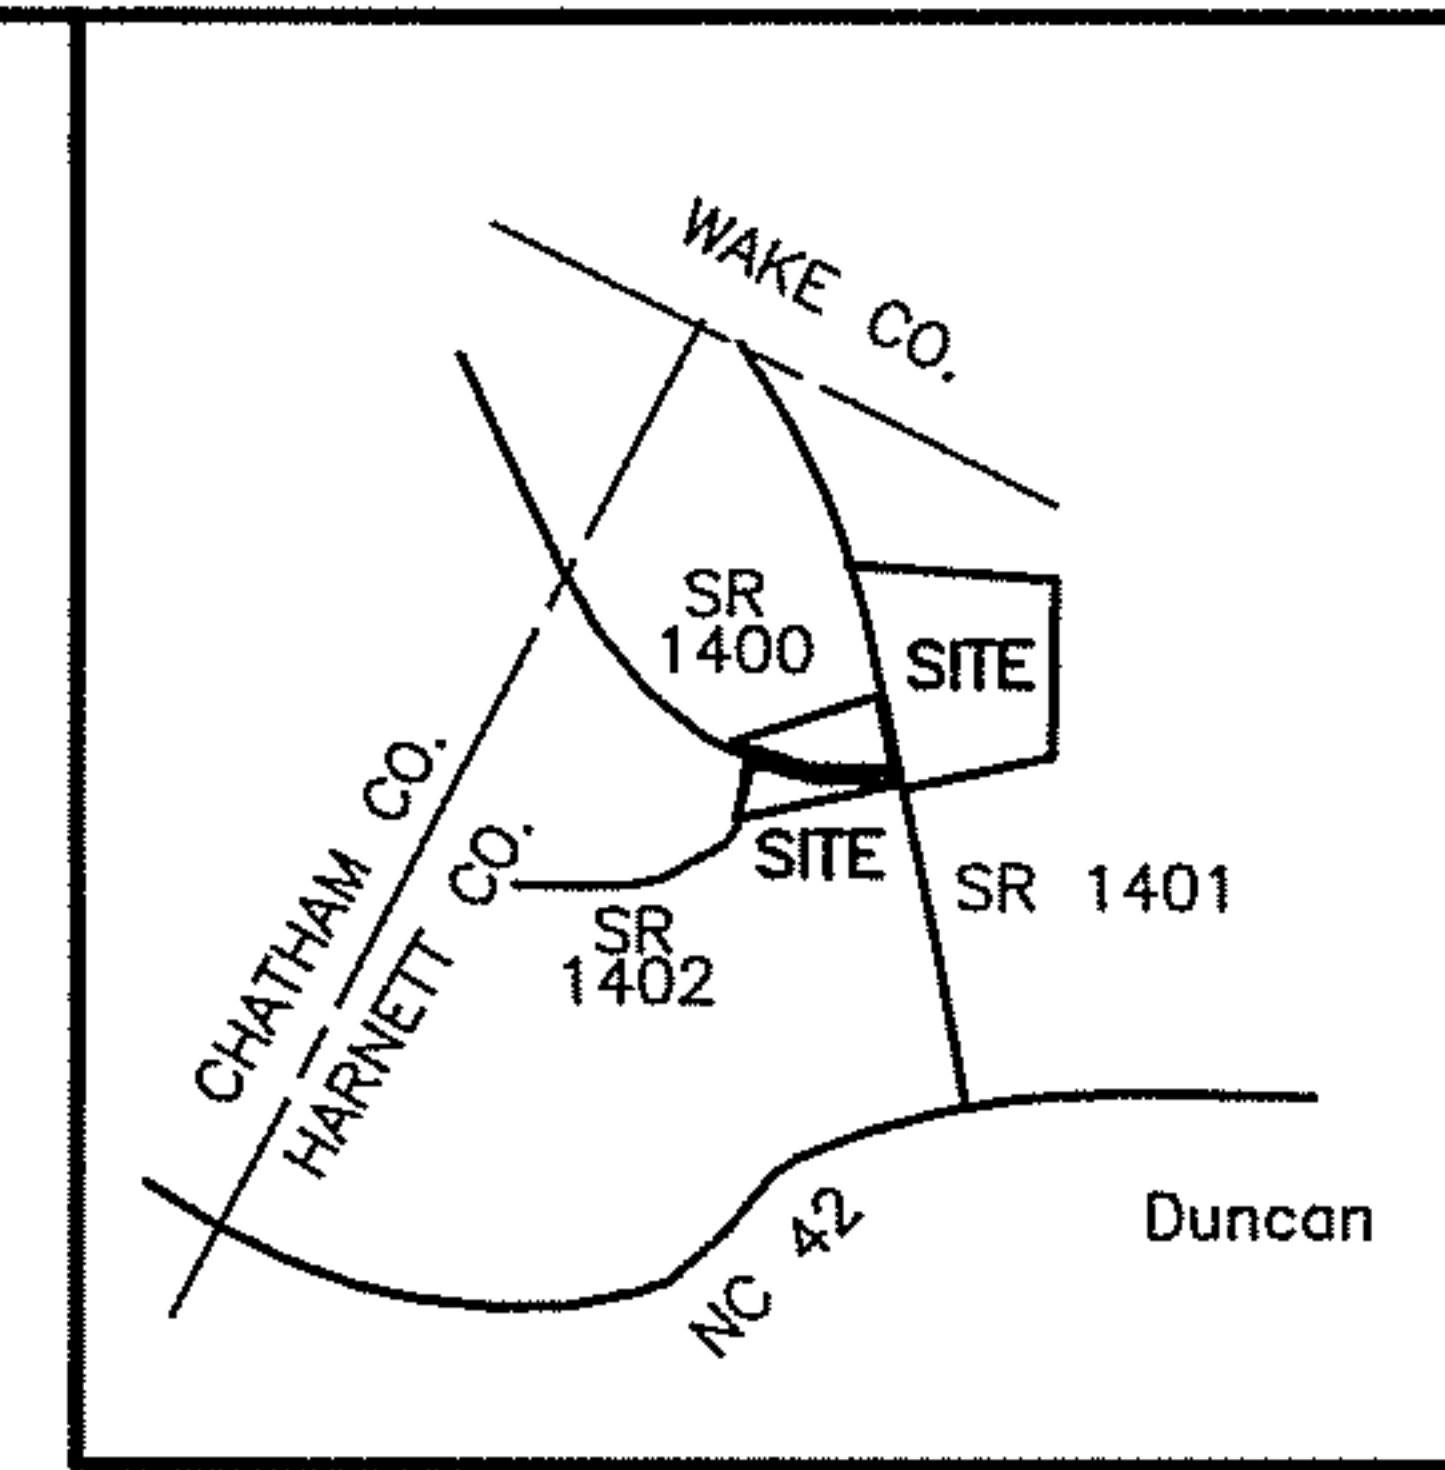 WAKE CO.
SR
1400
SITE
CHATHAM CO.
HARNETT CO.
SITE
SR 1401
SR
1402
NC 42
Duncan